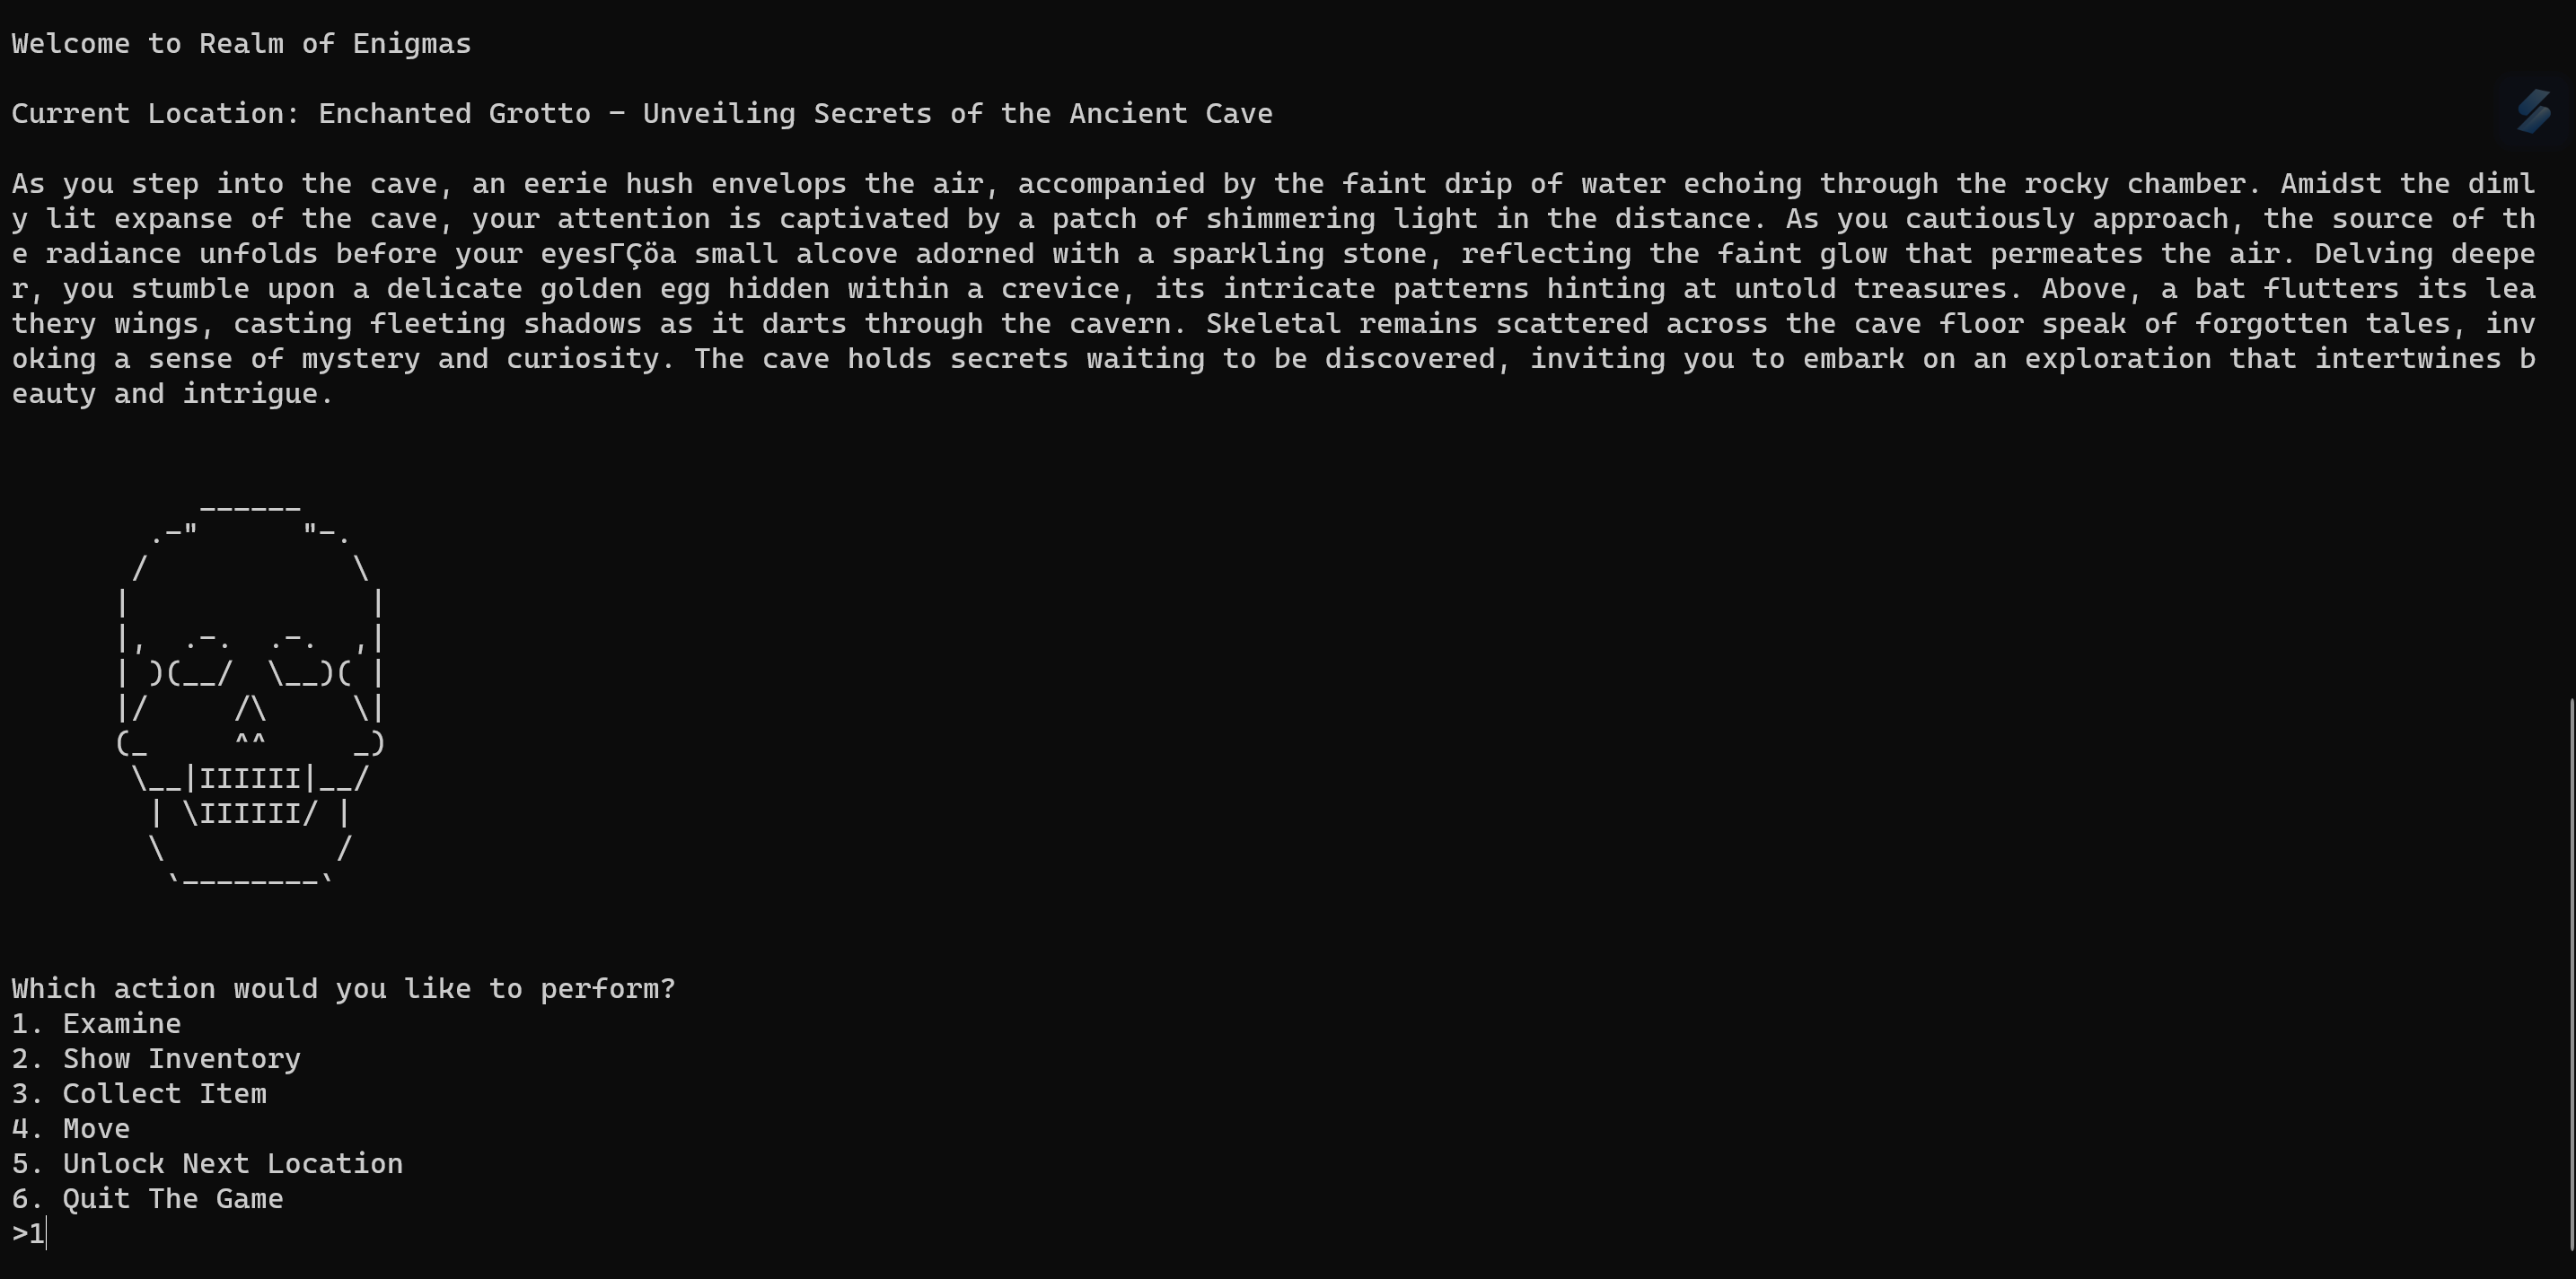 Welcome to Realm of Enigmas
Current Location: Enchanted Grotto – Unveiling Secrets of the Ancient Cave
As you step into the cave, an eerie hush envelops the air, accompanied by the faint drip of water echoing through the rocky chamber. Amidst the diml
y lit expanse of the cave, your attention is captivated by a patch of shimmering light in the distance. As you cautiously approach, the source of th
e radiance unfolds before your eyesΓÇöa small alcove adorned with a sparkling stone, reflecting the faint glow that permeates the air. Delving deepe
r, you stumble upon a delicate golden egg hidden within a crevice, its intricate patterns hinting at untold treasures. Above, a bat flutters its lea
thery wings, casting fleeting shadows as it darts through the cavern. Skeletal remains scattered across the cave floor speak of forgotten tales, inv
oking a sense of mystery and curiosity. The cave holds secrets waiting to be discovered, inviting you to embark on an exploration that intertwines b
eauty and intrigue.
      ______
   .-"      "-.
  /            \
 |              |
 |,  .-.  .-.  ,|
 | )(__/  \__)( |
 |/     /\     \|
 (_     ^^     _)
  \__|IIIIII|__/
   | \IIIIII/ |
   \          /
    `--------`
Which action would you like to perform?
1. Examine
2. Show Inventory
3. Collect Item
4. Move
5. Unlock Next Location
6. Quit The Game
>1